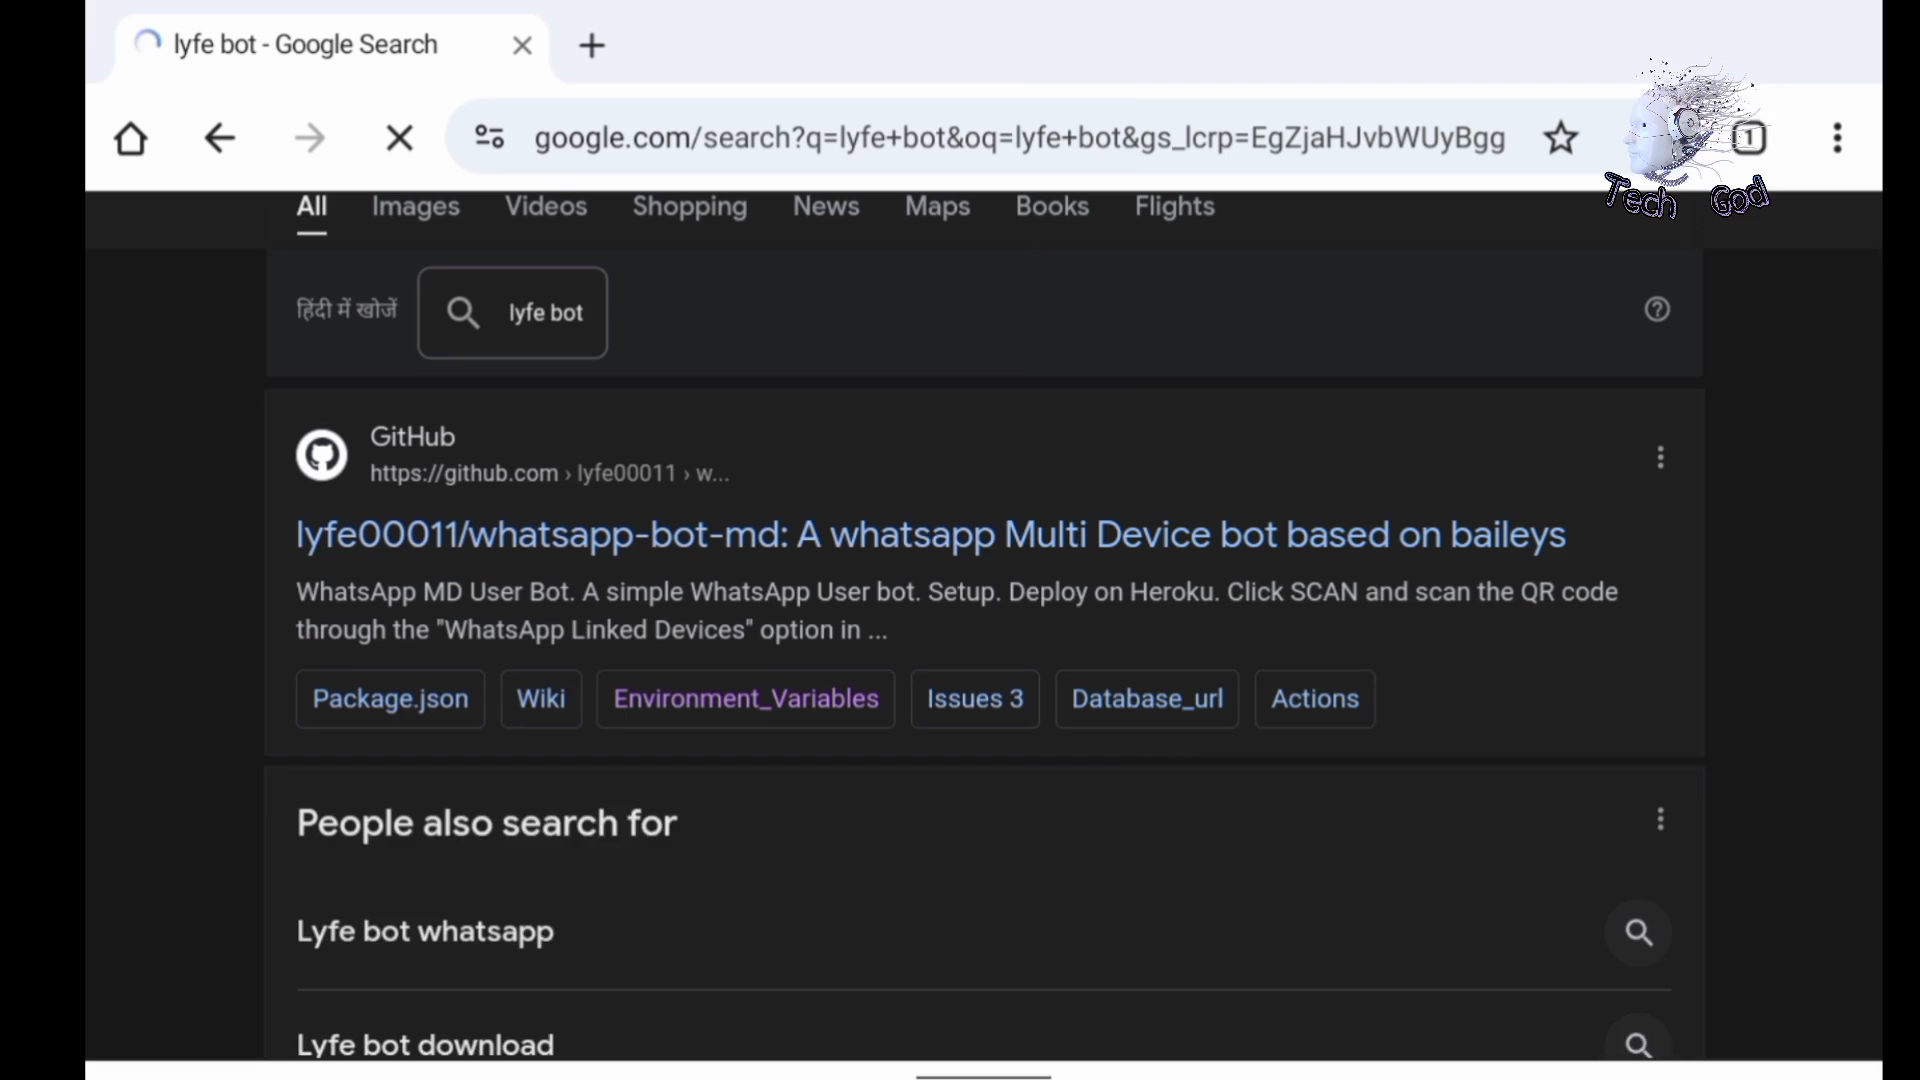 lyfe bot - Google Search
google.com/search?q=lyfe+bot&oq=lyfe+bot&gs_lcrp=EgZjaHJvbWUyBgg
1
Tech God
All Images Videos Shopping News Maps Books Flights
हिंदी में खोजें lyfe bot
GitHub
https://github.com › lyfe00011 › w...
lyfe00011/whatsapp-bot-md: A whatsapp Multi Device bot based on baileys
WhatsApp MD User Bot. A simple WhatsApp User bot. Setup. Deploy on Heroku. Click SCAN and scan the QR code
through the "WhatsApp Linked Devices" option in ...
Package.json Wiki Environment_Variables Issues 3 Database_url Actions
People also search for
Lyfe bot whatsapp
Lyfe bot download